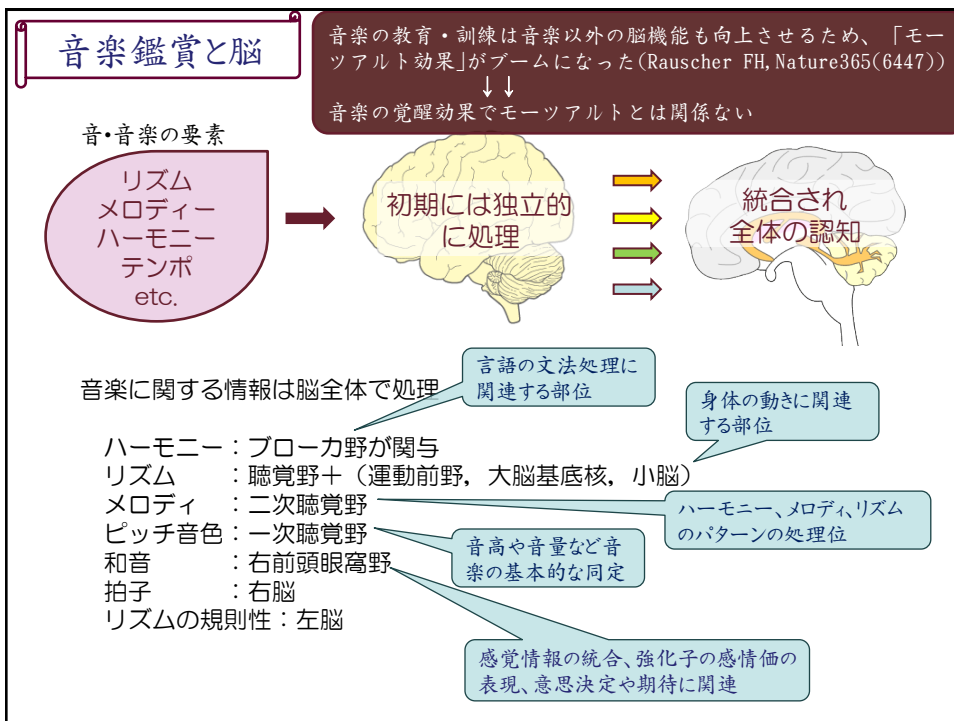 音楽鑑賞と脳
音楽の教育・訓練は音楽以外の脳機能も向上させるため、「モー
ツアルト効果」がブームになった(Rauscher FH,Nature365(6447))
↓↓
音楽の覚醒効果でモーツアルトとは関係ない
音・音楽の要素
リズム
メロディー
ハーモニー
テンポ
etc.
初期には独立的
に処理
統合され
全体の認知
音楽に関する情報は脳全体で処理
言語の文法処理に
関連する部位
身体の動きに関連
する部位
ハーモニー：ブローカ野が関与
リズム　　：聴覚野＋（運動前野，大脳基底核，小脳）
メロディ　：二次聴覚野
ピッチ音色：一次聴覚野
和音　　　：右前頭眼窩野
拍子　　　：右脳
リズムの規則性：左脳
ハーモニー、メロディ、リズム
のパターンの処理位
音高や音量など音
楽の基本的な同定
感覚情報の統合、強化子の感情価の
表現、意思決定や期待に関連